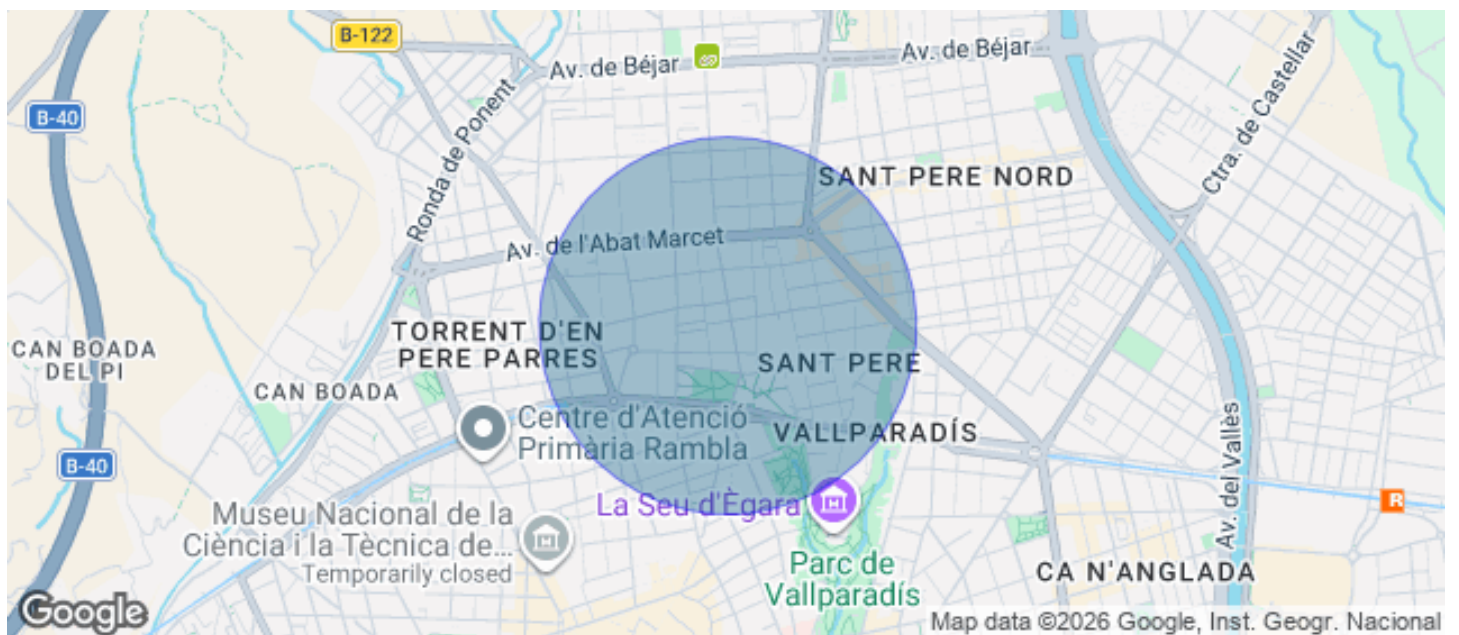 B-122
Av. de Béjar
Av. de Béjar
B-40
Ronda de Ponent
Ctra. de Castellar
SANT PERE NORD
Av. de l'Abat Marcet
TORRENT D'EN
PERE PARRES
CAN BOADA
DEL PI
SANT PERE
CAN BOADA
Centre d'Atenció
Primària Rambla
VALLPARADÍS
B-40
Av. del Vallès
La Seu d'Ègara
R
Museu Nacional de la
Ciència i la Tècnica de...
Temporarily closed
Parc de
Vallparadís
CA N'ANGLADA
Google
Map data ©2026 Google, Inst. Geogr. Nacional